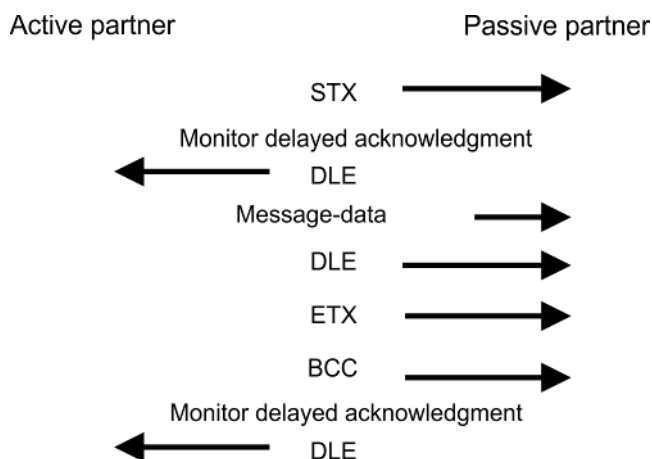 Active partner Passive partner
STX
Monitor delayed acknowledgment
DLE
Message-data
DLE
ETX
BCC
Monitor delayed acknowledgment
DLE